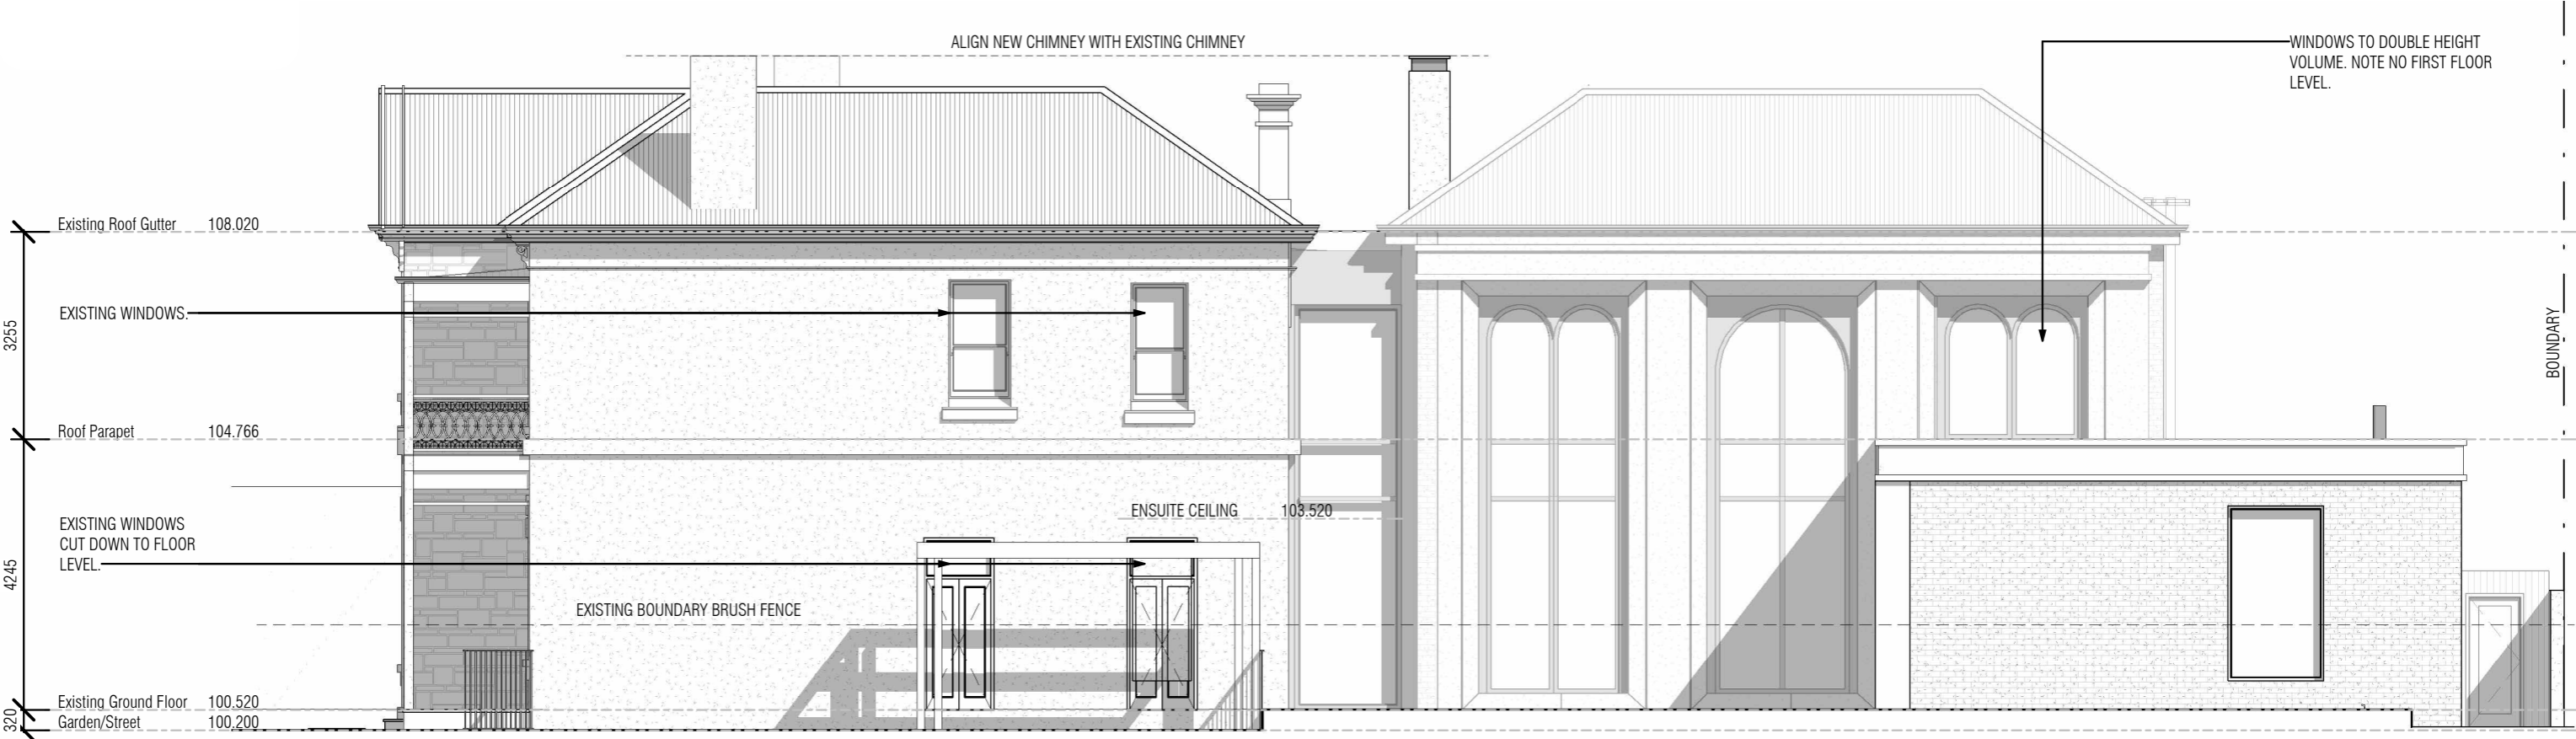 ALIGN NEW CHIMNEY WITH EXISTING CHIMNEY
WINDOWS TO DOUBLE HEIGHT
VOLUME. NOTE NO FIRST FLOOR
LEVEL.
Existing Roof Gutter 108.020
EXISTING WINDOWS.
3255
BOUNDARY
Roof Parapet 104.766
ENSUITE CEILING 103.520
EXISTING WINDOWS
CUT DOWN TO FLOOR
LEVEL.
4245
EXISTING BOUNDARY BRUSH FENCE
Existing Ground Floor 100.520
Garden/Street 100.200
320